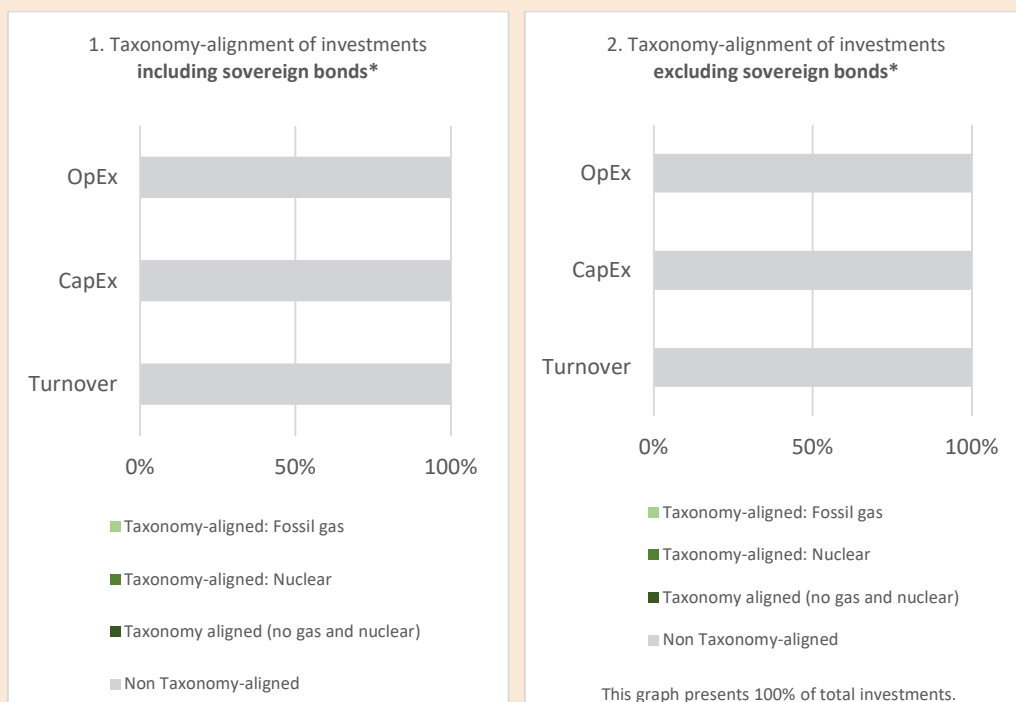 1. Taxonomy-alignment of investments
including sovereign bonds*
OpEx
CapEx
Turnover
0% 50% 100%
Taxonomy-aligned: Fossil gas
Taxonomy-aligned: Nuclear
Taxonomy aligned (no gas and nuclear)
Non Taxonomy-aligned
2. Taxonomy-alignment of investments
excluding sovereign bonds*
OpEx
CapEx
Turnover
0% 50% 100%
Taxonomy-aligned: Fossil gas
Taxonomy-aligned: Nuclear
Taxonomy aligned (no gas and nuclear)
Non Taxonomy-aligned
This graph presents 100% of total investments.